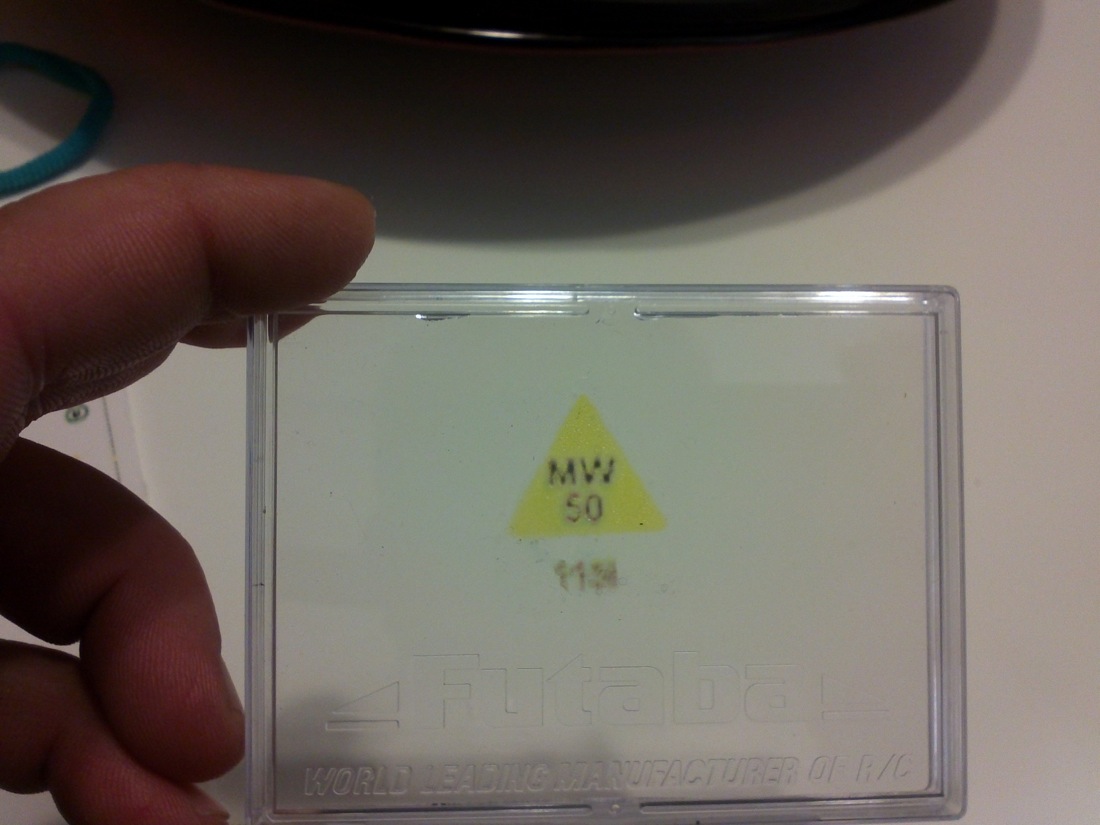 MW
50
Futaba
WORLD LEADING MANUFACTURER OF R/C